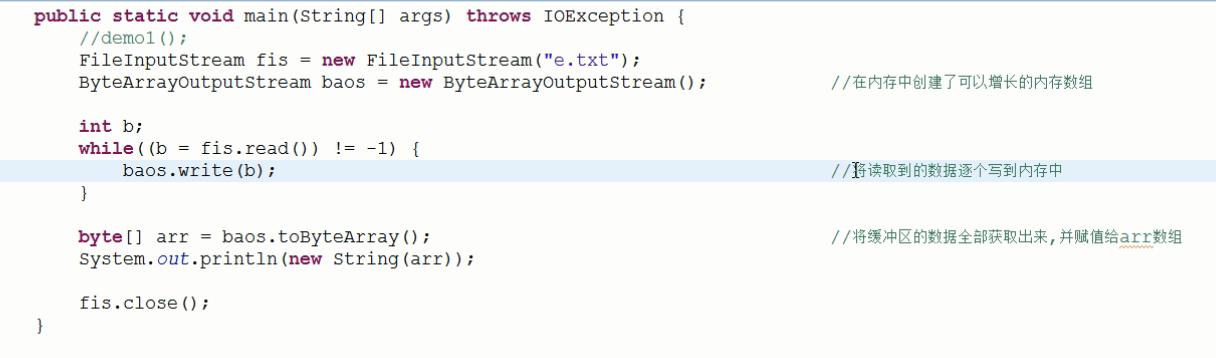 public static void main(String[] args) throws IOException {
//demo1();
FileInputStream fis = new FileInputStream("e.txt");
ByteArrayOutputStream baos = new ByteArrayOutputStream(); //在内存中创建了可以增长的内存数组
int b;
while((b = fis.read()) != -1) {
baos.write(b); //将读取到的数据逐个写到内存中
}
byte[] arr = baos.toByteArray(); //将缓冲区的数据全部获取出来,并赋值给arr数组
System.out.println(new String(arr));
fis.close();
}